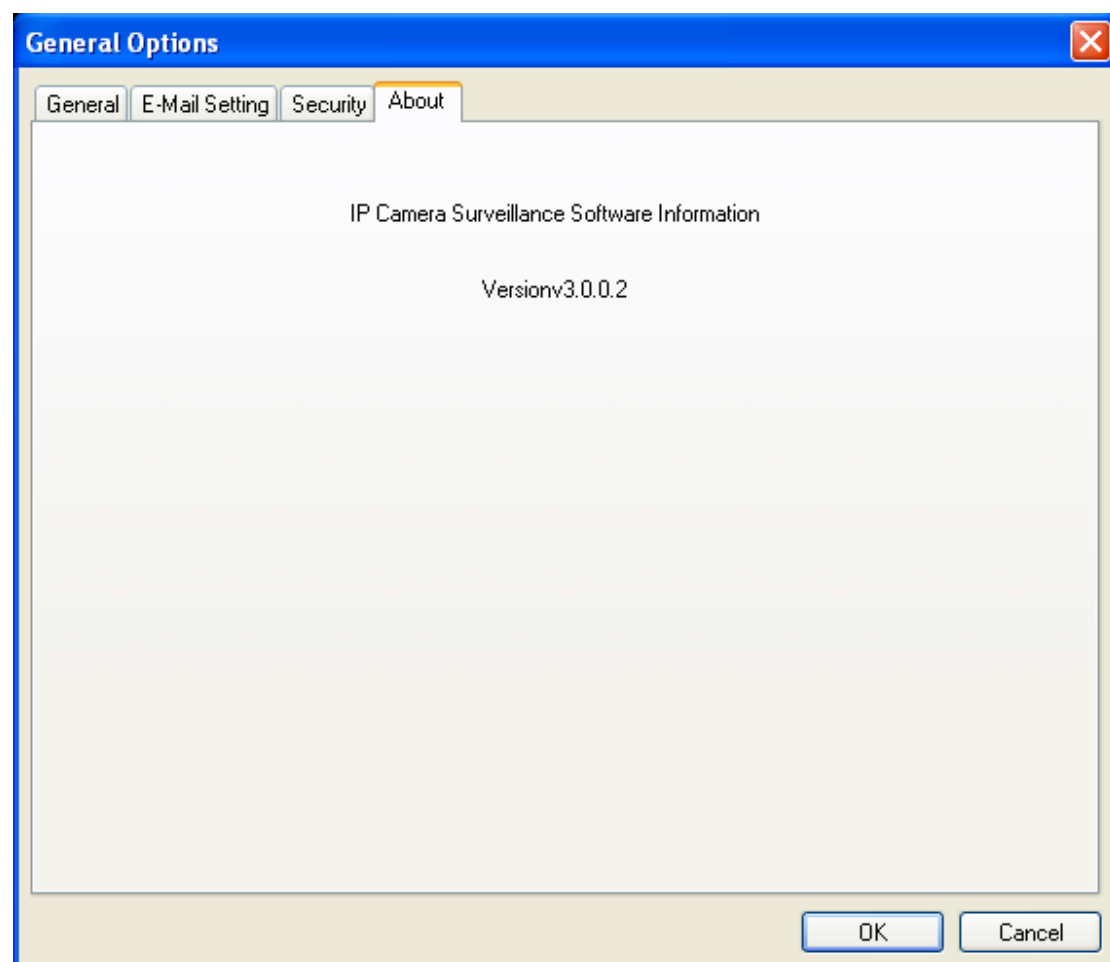 General Options
General E-Mail Setting Security About
IP Camera Surveillance Software Information
Versionv3.0.0.2
OK Cancel